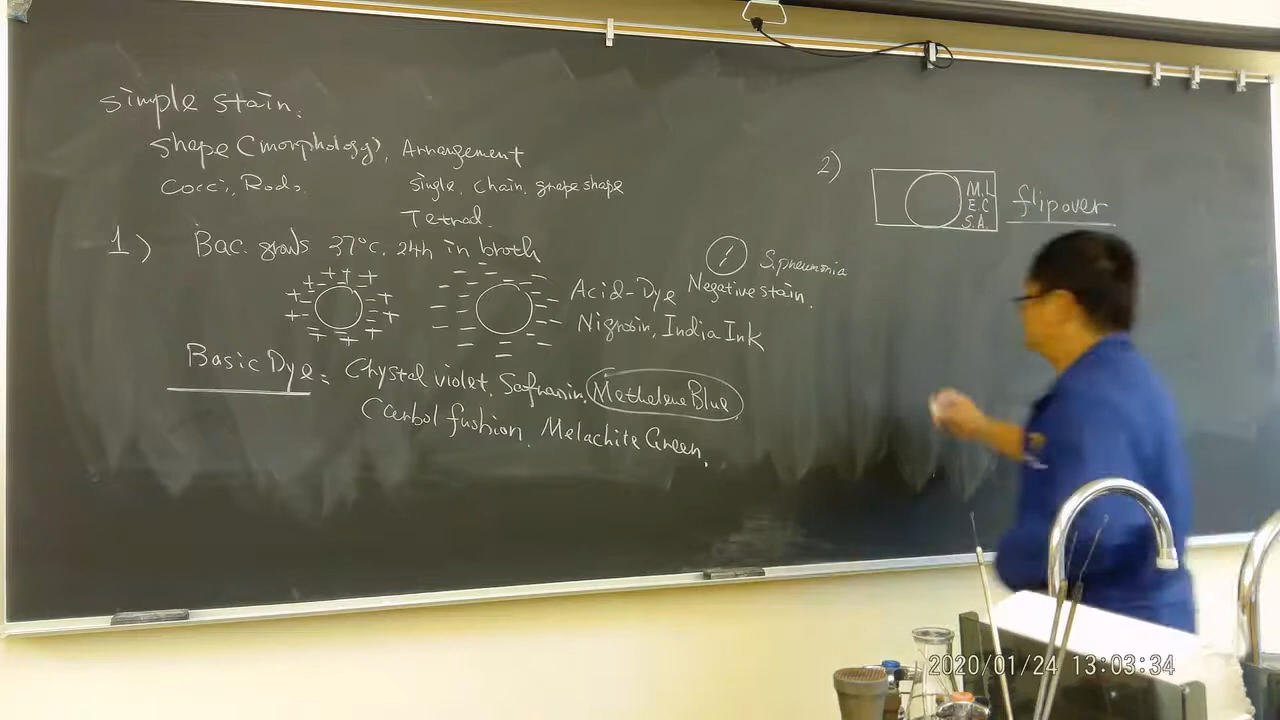 simple stain.
shape (morphology), Arrangement
Cocci, Rods. single, chain, grape shape
Tetrad.
1) Bac. grows 37°C. 24h in broth
Acid-Dye Negative stain.
Nigrosin, India Ink
S.pneumonia
Basic Dye: Chystal violet, Safranin, Methelene Blue
Carbol fushion, Melachite Green.
2)
M.L
E.C
S.A.
flipover
2020/01/24 13:03:34